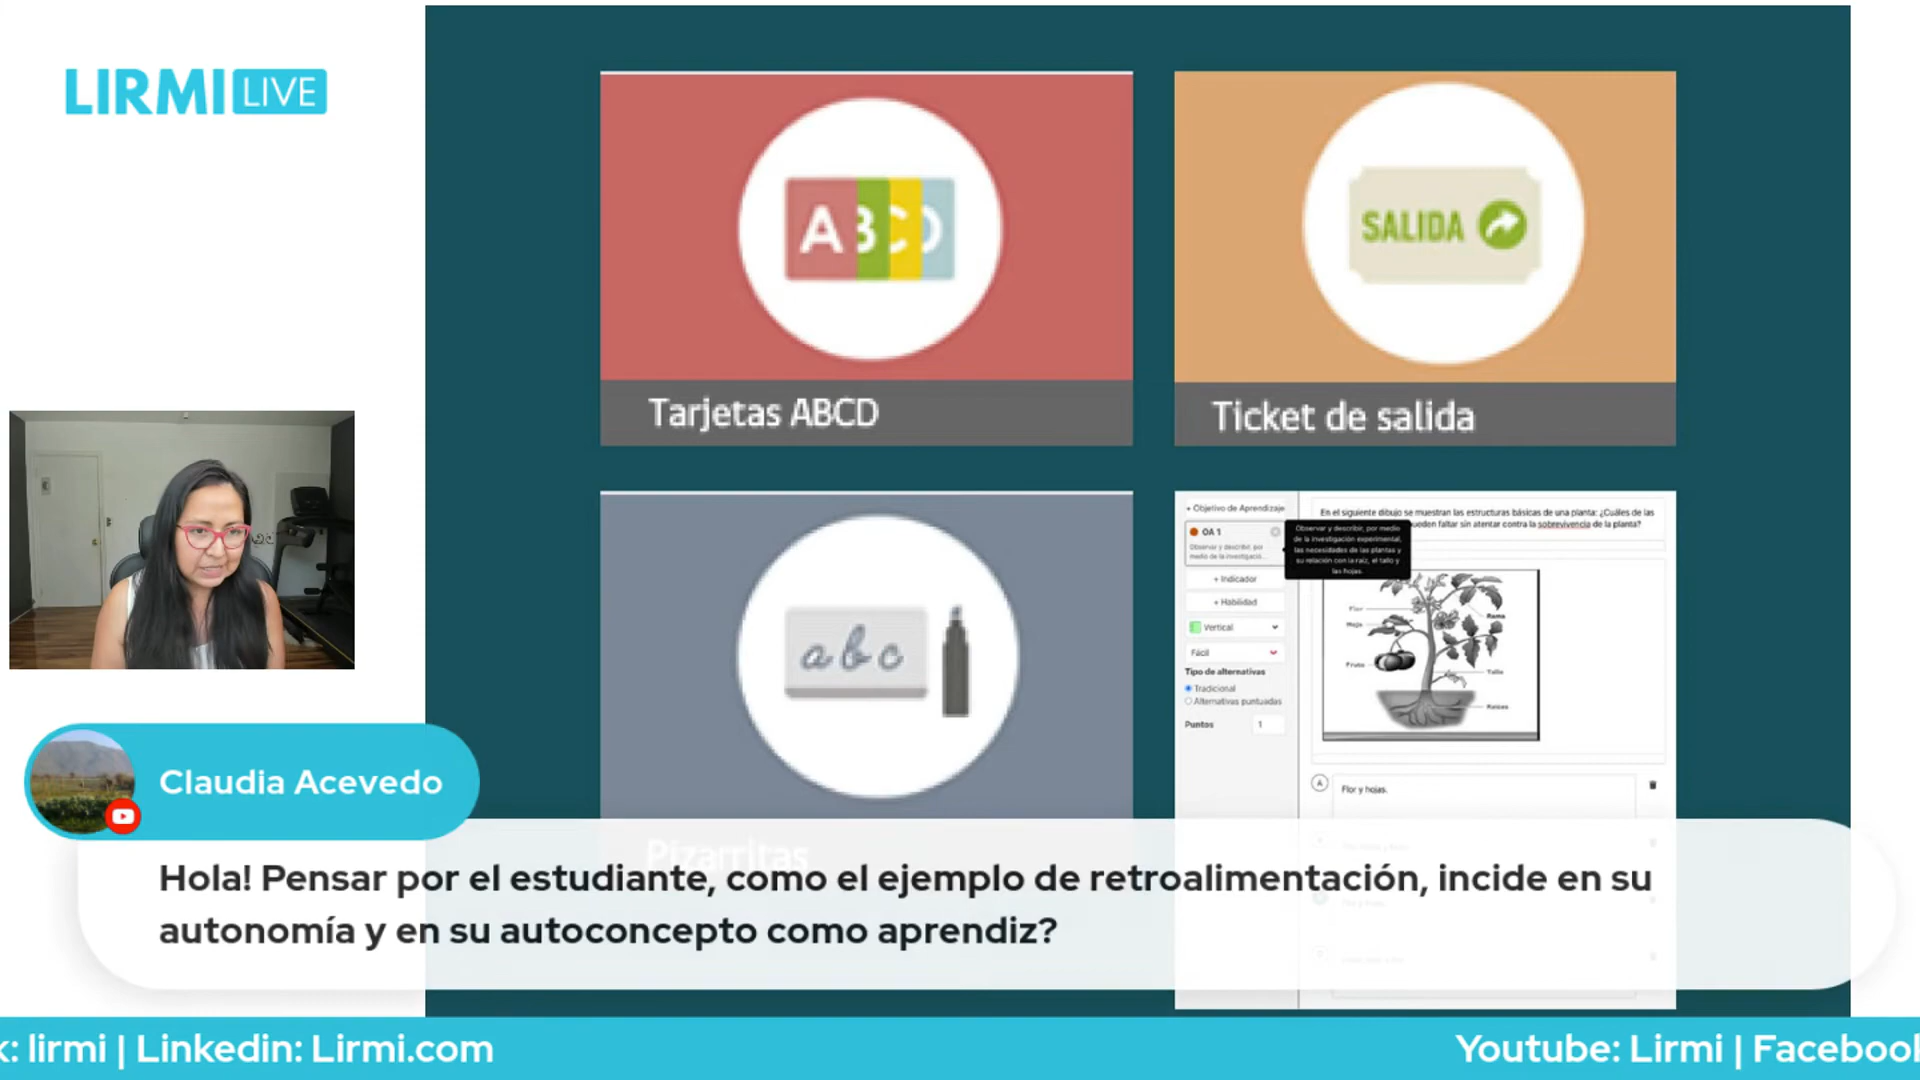 LIRMI LIVE
ABCD
SALIDA
Tarjetas ABCD
Ticket de salida
abc
Pizarritas
+ Objetivo de Aprendizaje
OA 1
Observar y describir, por
medio de la investigació...
+ Indicador
+ Habilidad
Vertical
Fácil
Tipo de alternativas
Tradicional
Alternativas puntuadas
Puntos
1
En el siguiente dibujo se muestran las estructuras básicas de una planta: ¿Cuáles de las
pueden faltar sin atentar contra la sobrevivencia de la planta?
Observar y describir, por medio
de la investigación experimental,
las necesidades de las plantas y
su relación con la raíz, el tallo y
las hojas.
Flor
Hoja
Fruto
Rama
Tallo
Raíces
A
Flor y hojas.
Claudia Acevedo
Hola! Pensar por el estudiante, como el ejemplo de retroalimentación, incide en su
autonomía y en su autoconcepto como aprendiz?
k: lirmi | Linkedin: Lirmi.com
Youtube: Lirmi | Facebook